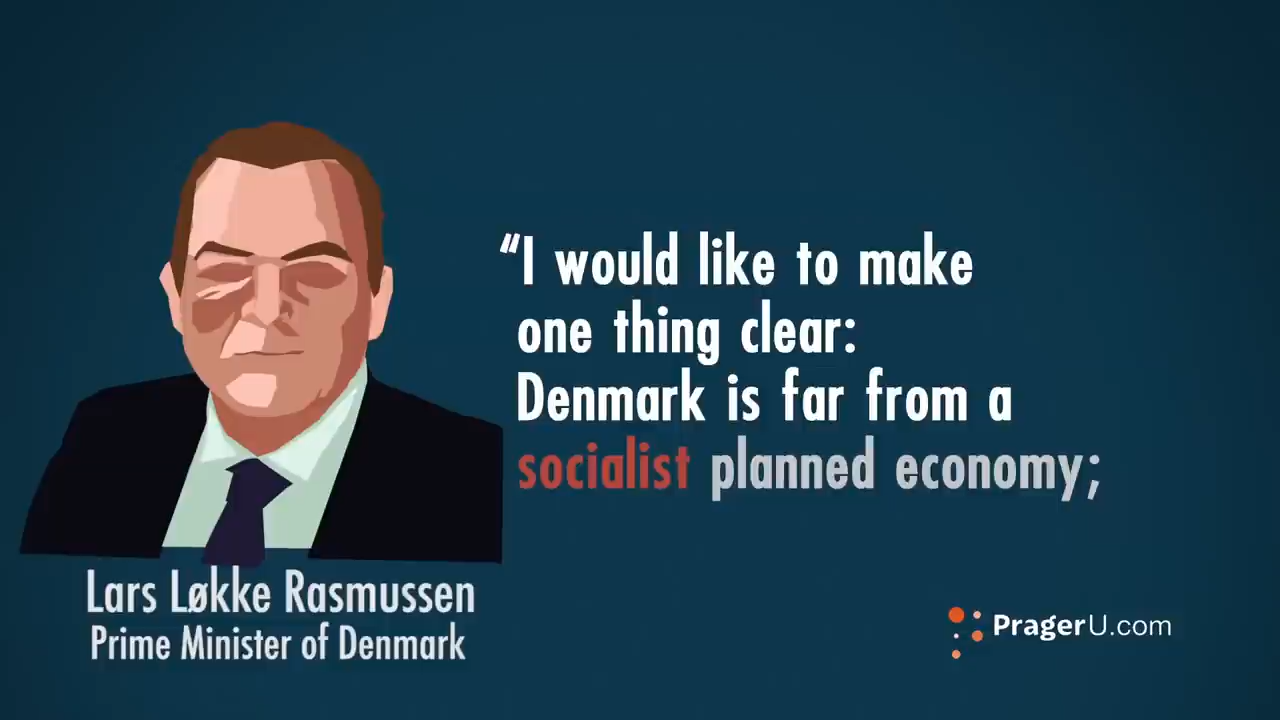 “I would like to make
one thing clear:
Denmark is far from a
socialist planned economy;
Lars Løkke Rasmussen
Prime Minister of Denmark
PragerU.com